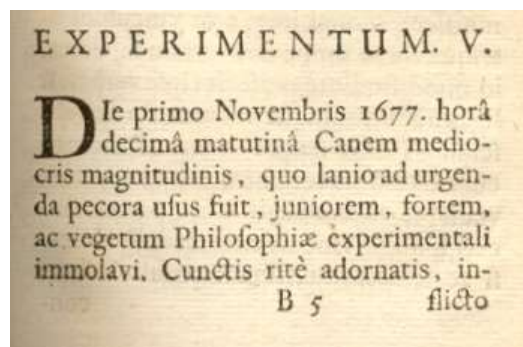 EXPERIMENTUM. V.
DIe primo Novembris 1677. horâ
decimâ matutinâ Canem medio-
cris magnitudinis, quo lanio ad urgen-
da pecora uſus fuit, juniorem, fortem,
ac vegetum Philoſophiæ experimentali
immolavi. Cunctis ritè adornatis, in-
B 5 flicto